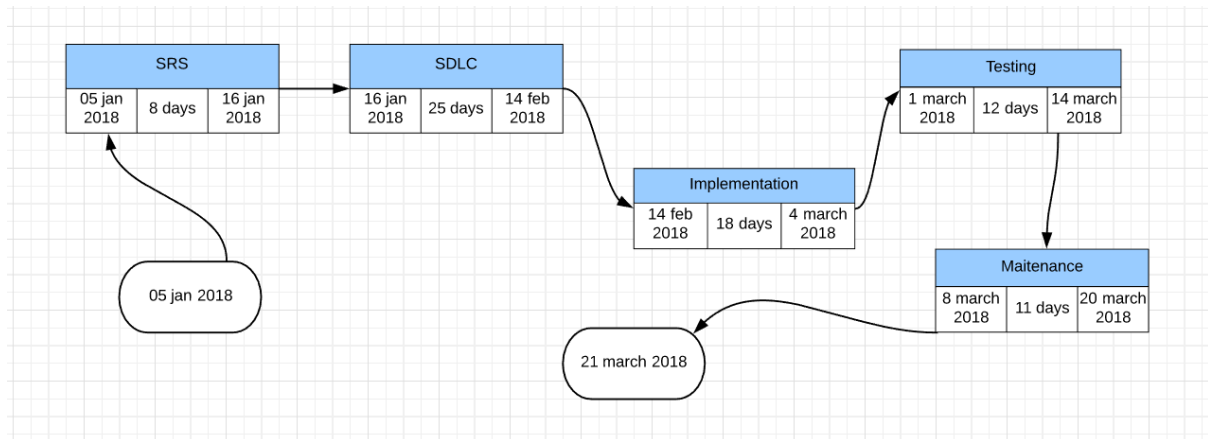 SRS
05 jan
2018
8 days
16 jan
2018
SDLC
16 jan
2018
25 days
14 feb
2018
Implementation
14 feb
2018
18 days
4 march
2018
Testing
1 march
2018
12 days
14 march
2018
Maitenance
8 march
2018
11 days
20 march
2018
05 jan 2018
21 march 2018